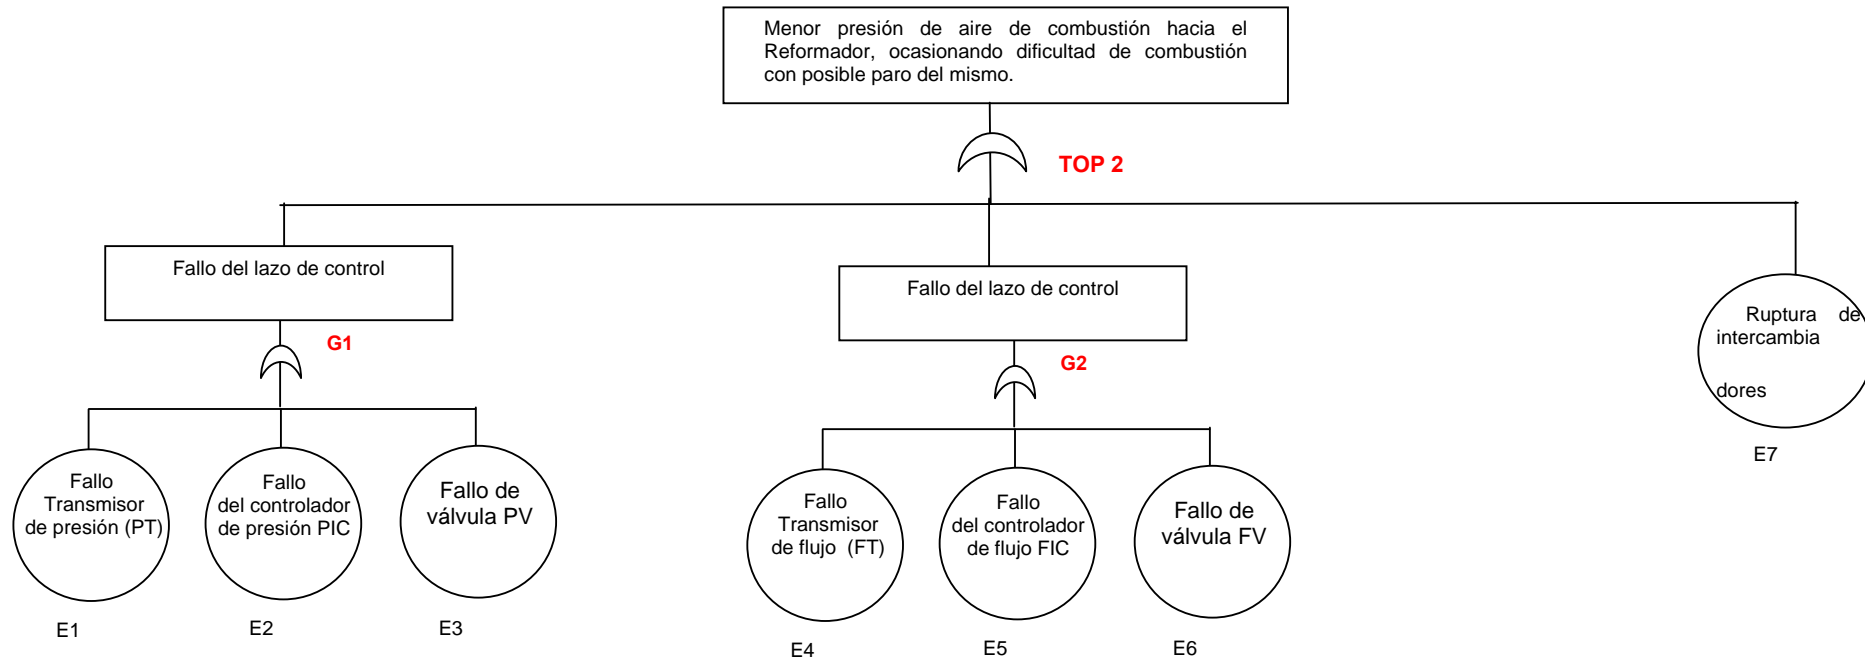 Menor presión de aire de combustión hacia el
Reformador, ocasionando dificultad de combustión
con posible paro del mismo.
TOP 2
Fallo del lazo de control
G1
Fallo del lazo de control
G2
Ruptura de
intercambia
dores
E7
Fallo
Transmisor
de presión (PT)
E1
Fallo
del controlador
de presión PIC
E2
Fallo de
válvula PV
E3
Fallo
Transmisor
de flujo (FT)
E4
Fallo
del controlador
de flujo FIC
E5
Fallo de
válvula FV
E6